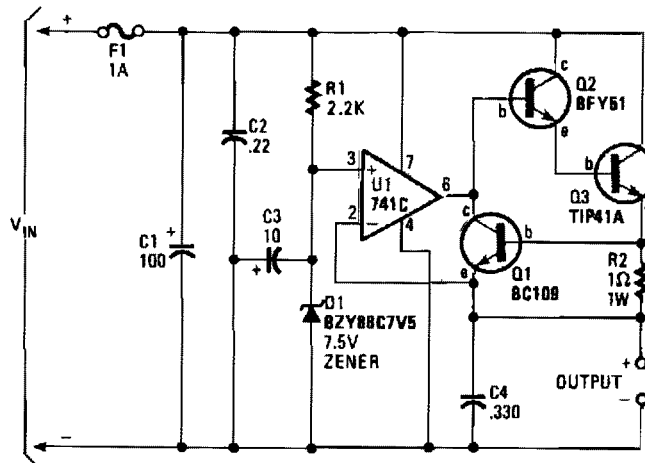 +
F1
1A
VIN
C1
100
+
C2
.22
C3
10
+
R1
2.2K
D1
BZY88C7V5
7.5V
ZENER
3
+
2
−
U1
741C
7
4
6
c
b
e
Q2
BFY51
b
Q3
TIP41A
c
b
e
Q1
BC109
R2
1Ω
1W
C4
.330
OUTPUT
+
−
−